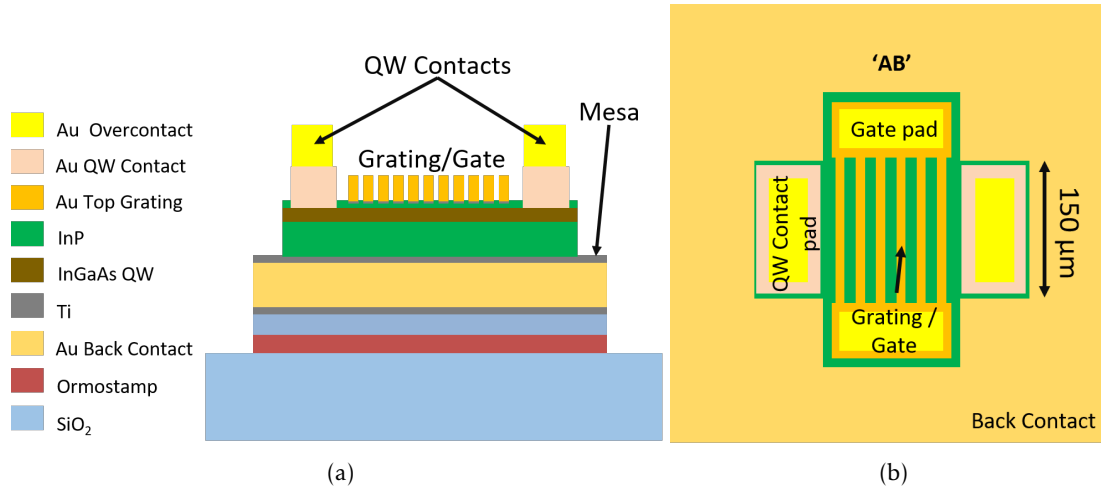 QW Contacts
Mesa
Grating/Gate
Au Overcontact
Au QW Contact
Au Top Grating
InP
InGaAs QW
Ti
Au Back Contact
Ormostamp
SiO₂
(a)
‘AB’
Gate pad
QW Contact
pad
150 μm
Grating /
Gate
Back Contact
(b)